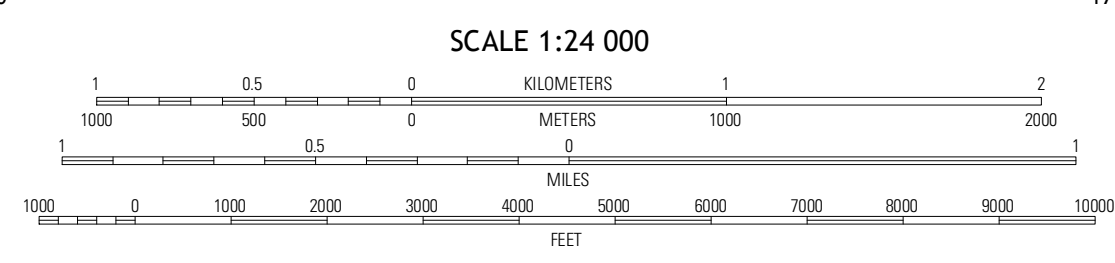 SCALE 1:24 000
1 0.5 0 KILOMETERS 1 2
1000 500 0 METERS 1000 2000
1 0.5 0 1
MILES
1000 0 1000 2000 3000 4000 5000 6000 7000 8000 9000 10000
FEET